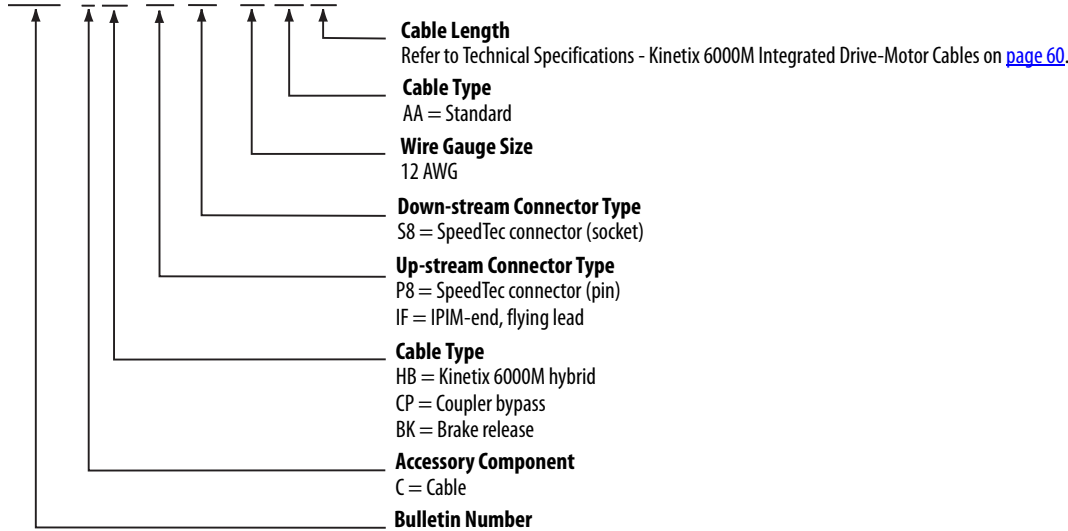 Cable Length
Refer to Technical Specifications - Kinetix 6000M Integrated Drive-Motor Cables on page 60.
Cable Type
AA = Standard
Wire Gauge Size
12 AWG
Down-stream Connector Type
S8 = SpeedTec connector (socket)
Up-stream Connector Type
P8 = SpeedTec connector (pin)
IF = IPIM-end, flying lead
Cable Type
HB = Kinetix 6000M hybrid
CP = Coupler bypass
BK = Brake release
Accessory Component
C = Cable
Bulletin Number